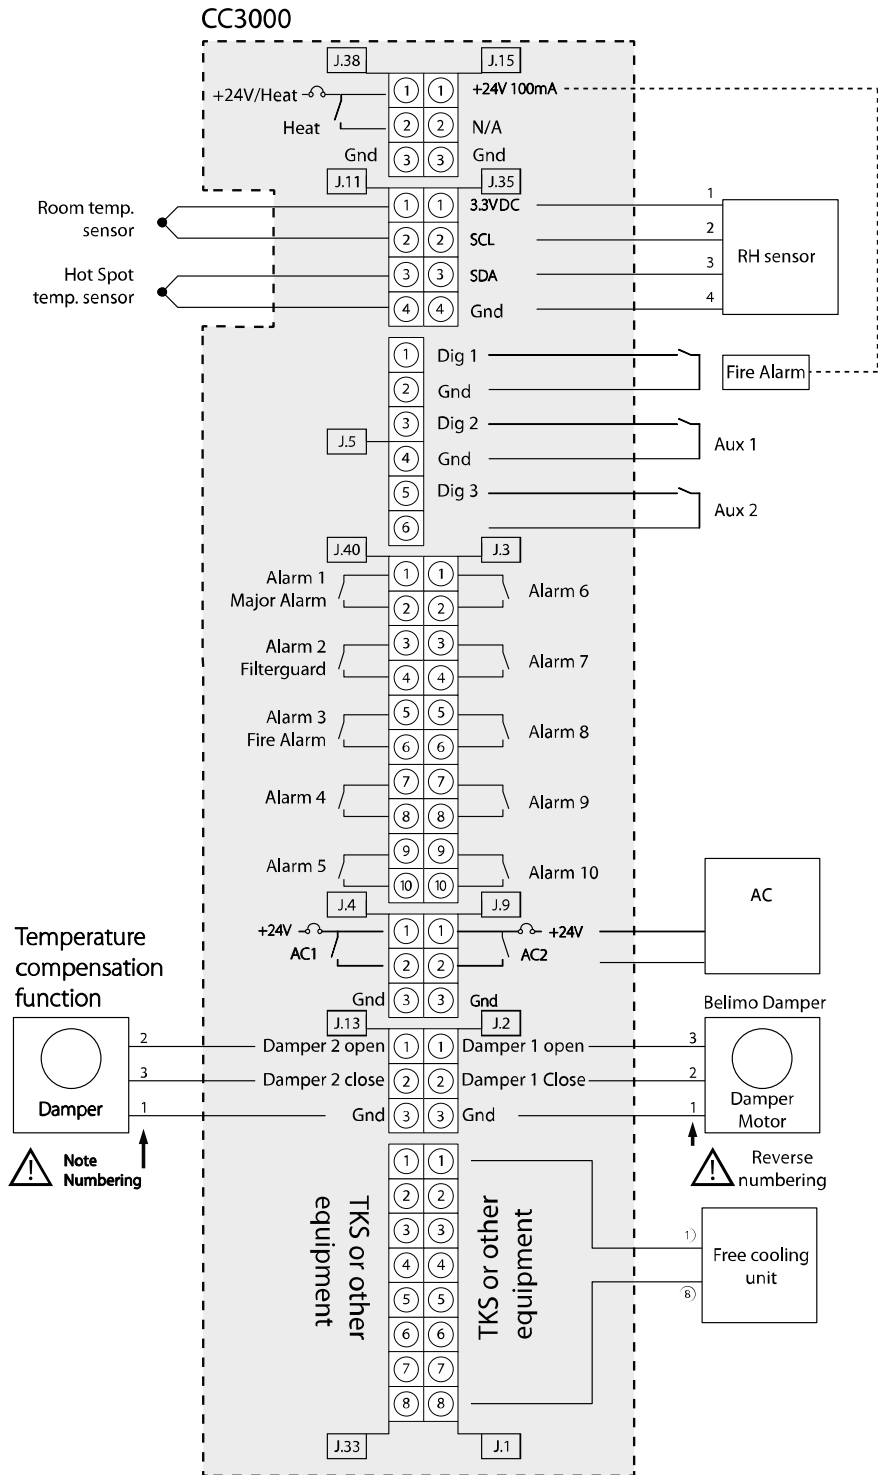 CC3000
J.38
J.15
+24V/Heat
1 1
+24V 100mA
Heat
2 2
N/A
Gnd
3 3
Gnd
J.11
J.35
Room temp.
sensor
1 1
3.3VDC
1
2 2
SCL
2
RH sensor
Hot Spot
temp. sensor
3 3
SDA
3
4 4
Gnd
4
1
Dig 1
Fire Alarm
2
Gnd
3
Dig 2
J.5
Aux 1
4
Gnd
5
Dig 3
Aux 2
6
J.40
J.3
Alarm 1
Major Alarm
1 1
2 2
Alarm 6
Alarm 2
Filterguard
3 3
4 4
Alarm 7
Alarm 3
Fire Alarm
5 5
6 6
Alarm 8
Alarm 4
7 7
8 8
Alarm 9
Alarm 5
9 9
10 10
Alarm 10
J.4
J.9
AC
+24V
1 1
+24V
AC1
2 2
AC2
Gnd
3 3
Gnd
Temperature
compensation
function
J.13
J.2
Belimo Damper
2
Damper 2 open
1 1
Damper 1 open
3
3
Damper 2 close
2 2
Damper 1 Close
2
Damper
1
Gnd
3 3
Gnd
1
Damper
Motor
! Note
Numbering
! Reverse
numbering
1 1
2 2
3 3
4 4
5 5
6 6
7 7
8 8
TKS or other
equipment
TKS or other
equipment
1)
Free cooling
unit
8)
J.33
J.1